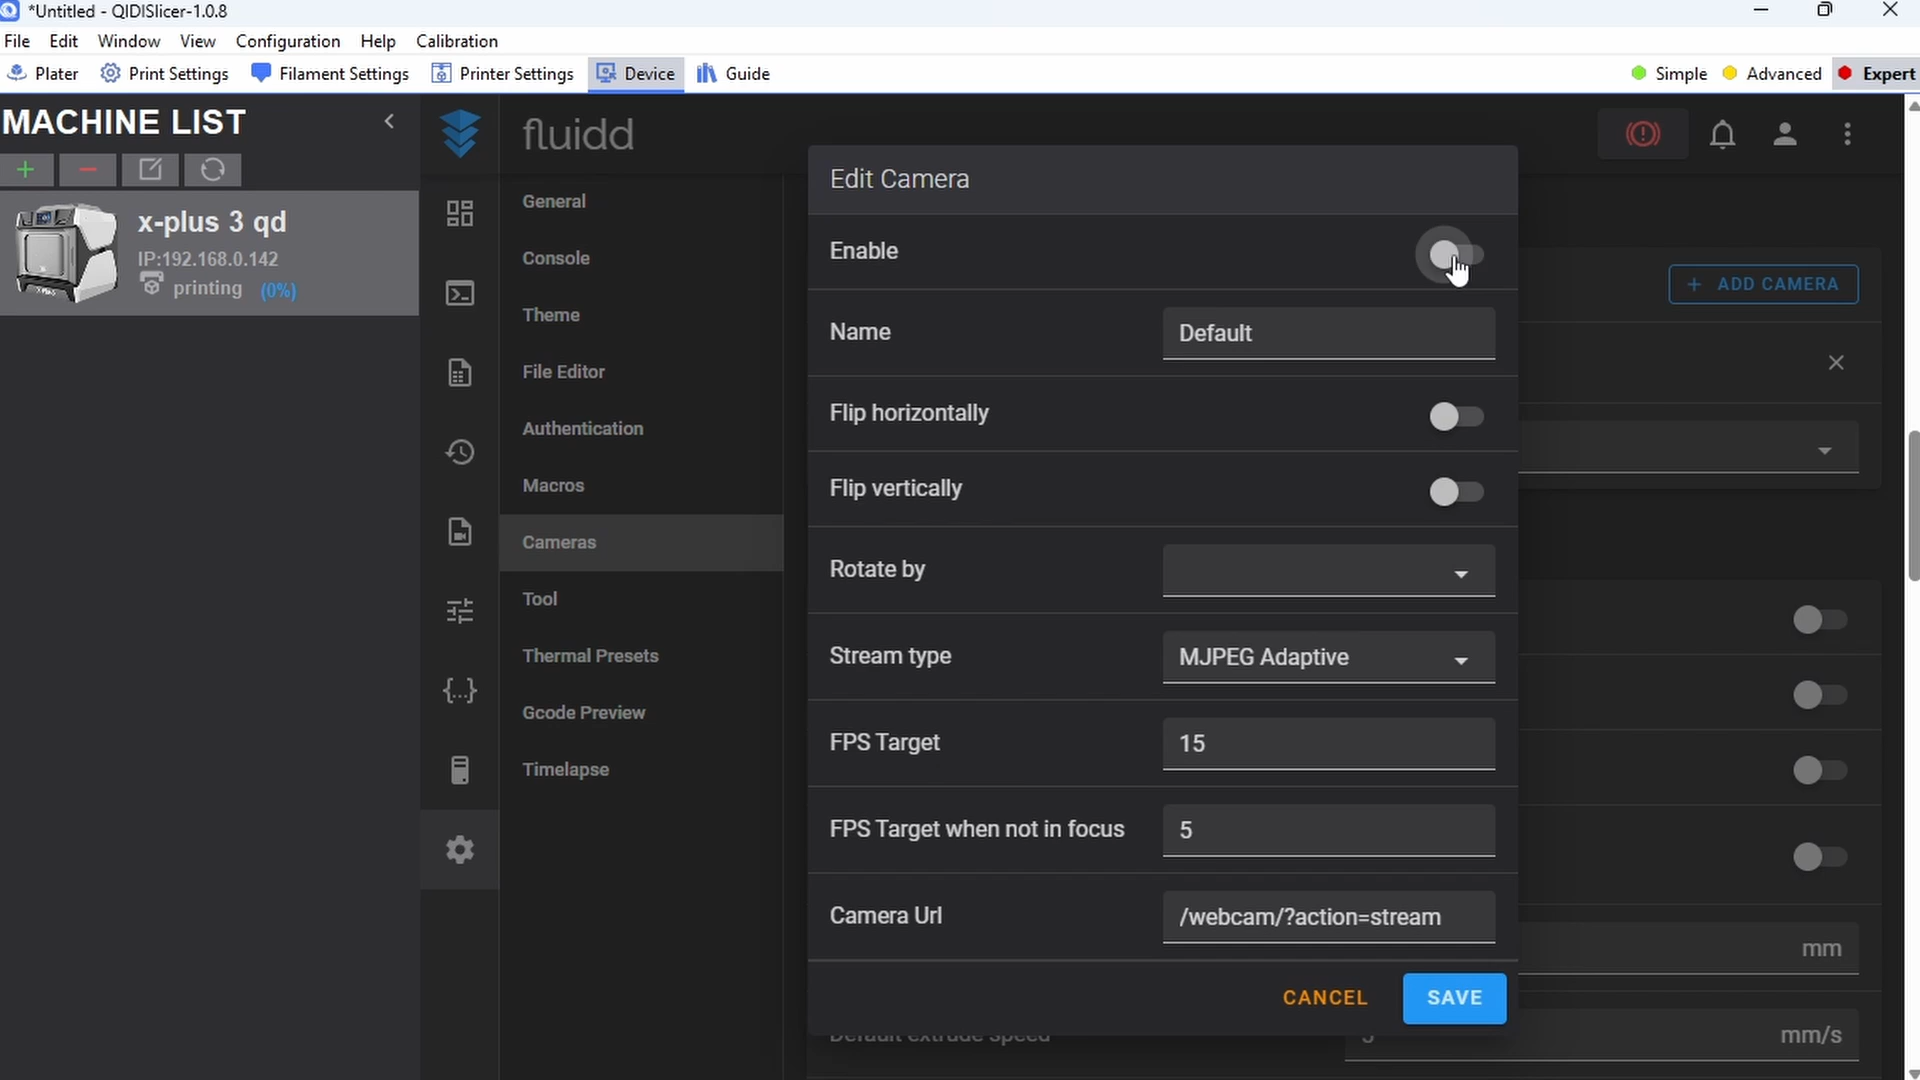 *Untitled - QIDISlicer-1.0.8
File Edit Window View Configuration Help Calibration
Plater Print Settings Filament Settings Printer Settings Device Guide Simple Advanced Expert
MACHINE LIST
x-plus 3 qd
IP:192.168.0.142
printing (0%)
fluidd
General
Console
Theme
File Editor
Authentication
Macros
Cameras
Tool
Thermal Presets
Gcode Preview
Timelapse
Edit Camera
Enable
Name Default
Flip horizontally
Flip vertically
Rotate by
Stream type MJPEG Adaptive
FPS Target 15
FPS Target when not in focus 5
Camera Url /webcam/?action=stream
CANCEL SAVE
+ ADD CAMERA
mm
Default extrude speed mm/s